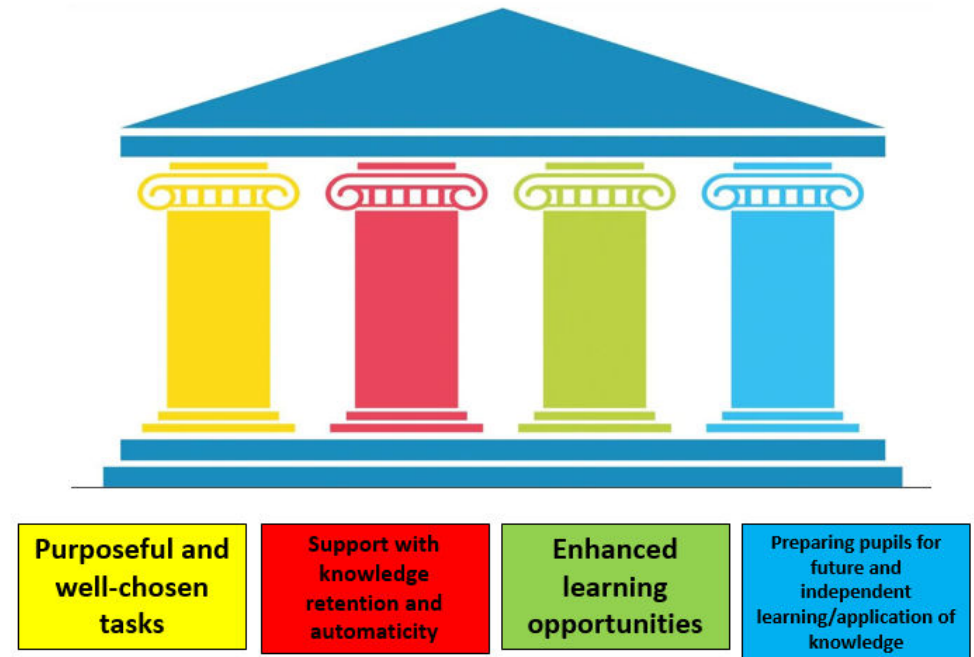 Purposeful and
well-chosen
tasks
Support with
knowledge
retention and
automaticity
Enhanced
learning
opportunities
Preparing pupils for
future and
independent
learning/application of
knowledge